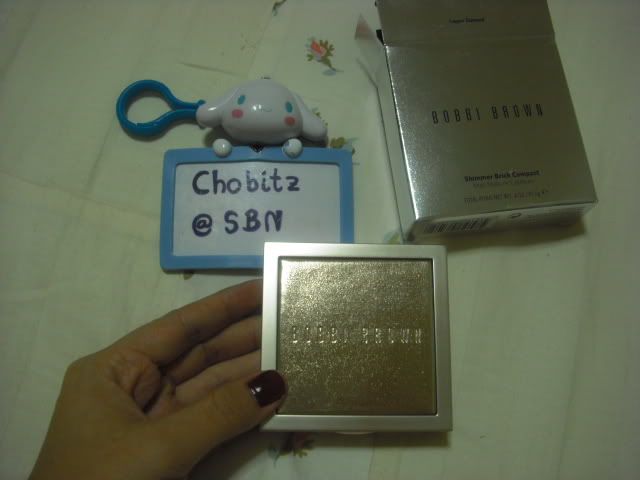 BOBBI BROWN
Shimmer Brick Compact
Chobitz
@ SBN
BOBBI BROWN